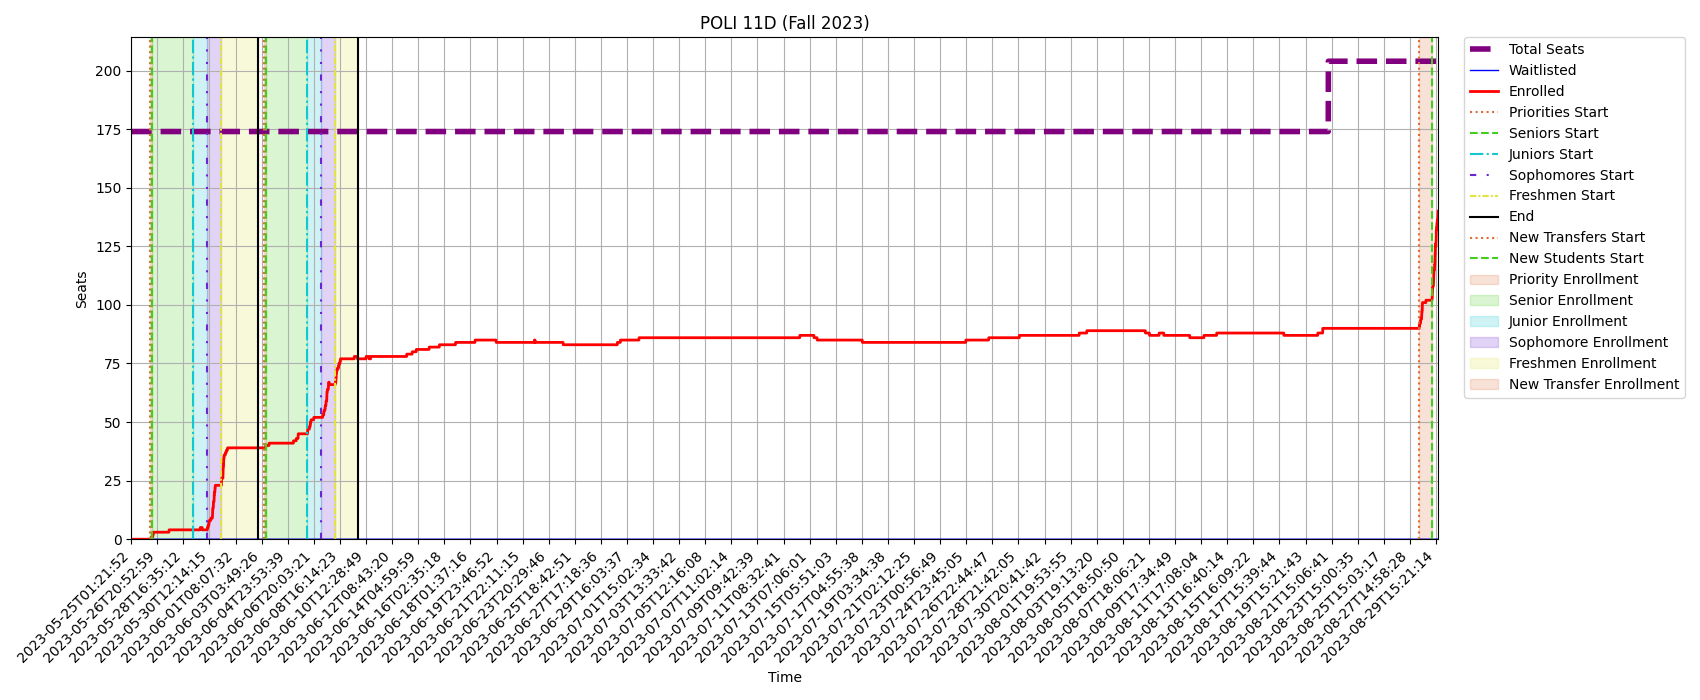 POLI 11D (Fall 2023)
Seats
200
175
150
125
100
75
50
25
0
2023-05-25T01:21:52
2023-05-26T20:52:59
2023-05-28T16:35:12
2023-05-30T12:14:15
2023-06-01T08:07:32
2023-06-03T03:49:26
2023-06-04T23:53:39
2023-06-06T20:03:21
2023-06-08T16:14:23
2023-06-10T12:28:49
2023-06-12T08:43:20
2023-06-14T04:59:59
2023-06-16T02:35:18
2023-06-18T01:37:16
2023-06-19T23:46:52
2023-06-21T22:11:15
2023-06-23T20:29:46
2023-06-25T18:42:51
2023-06-27T17:18:36
2023-06-29T16:03:37
2023-07-01T15:02:34
2023-07-03T13:33:42
2023-07-05T12:16:08
2023-07-07T11:02:14
2023-07-09T09:42:39
2023-07-11T08:32:41
2023-07-13T07:06:01
2023-07-15T05:51:03
2023-07-17T04:55:38
2023-07-19T03:34:38
2023-07-21T02:12:25
2023-07-23T00:56:49
2023-07-24T23:45:05
2023-07-26T22:44:47
2023-07-28T21:42:05
2023-07-30T20:41:42
2023-08-01T19:53:55
2023-08-03T19:13:20
2023-08-05T18:50:50
2023-08-07T18:06:21
2023-08-09T17:34:49
2023-08-11T17:08:04
2023-08-13T16:40:14
2023-08-15T16:09:22
2023-08-17T15:39:44
2023-08-19T15:21:43
2023-08-21T15:06:41
2023-08-23T15:00:35
2023-08-25T15:03:17
2023-08-27T14:58:28
2023-08-29T15:21:14
Time
Total Seats
Waitlisted
Enrolled
Priorities Start
Seniors Start
Juniors Start
Sophomores Start
Freshmen Start
End
New Transfers Start
New Students Start
Priority Enrollment
Senior Enrollment
Junior Enrollment
Sophomore Enrollment
Freshmen Enrollment
New Transfer Enrollment